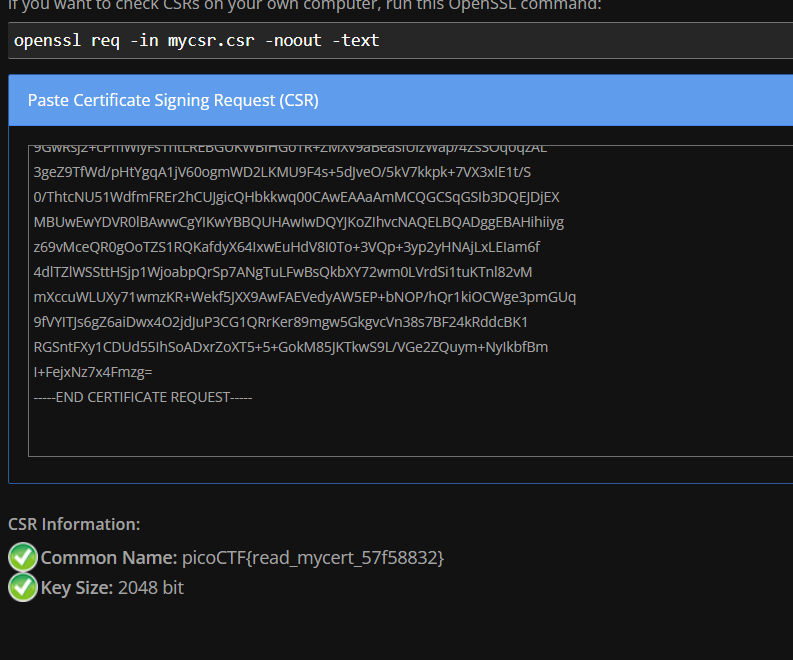 If you want to check CSRs on your own computer, run this OpenSSL command:
openssl req -in mycsr.csr -noout -text
Paste Certificate Signing Request (CSR)
3geZ9TfWd/pHtYgqA1jV60ogmWD2LKMU9F4s+5dJveO/5kV7kkpk+7VX3xlE1t/S
0/ThtcNU51WdfmFREr2hCUJgicQHbkkwq00CAwEAAaAmMCQGCSqGSIb3DQEJDjEX
MBUwEwYDVR0lBAwwCgYIKwYBBQUHAwIwDQYJKoZIhvcNAQELBQADggEBAHihiiyg
z69vMceQR0gOoTZS1RQKafdyX64IxwEuHdV8I0To+3VQp+3yp2yHNAjLxLEIam6f
4dlTZlWSSttHSjp1WjoabpQrSp7ANgTuLFwBsQkbXY72wm0LVrdSi1tuKTnl82vM
mXccuWLUXy71wmzKR+Wekf5JXX9AwFAEVedyAW5EP+bNOP/hQr1kiOCWge3pmGUq
9fVYITJs6gZ6aiDwx4O2jdJuP3CG1QRrKer89mgw5GkgvcVn38s7BF24kRddcBK1
RGSntFXy1CDUd55IhSoADxrZoXT5+5+GokM85JKTkwS9L/VGe2ZQuym+NyIkbfBm
I+FejxNz7x4Fmzg=
-----END CERTIFICATE REQUEST-----
CSR Information:
Common Name: picoCTF{read_mycert_57f58832}
Key Size: 2048 bit